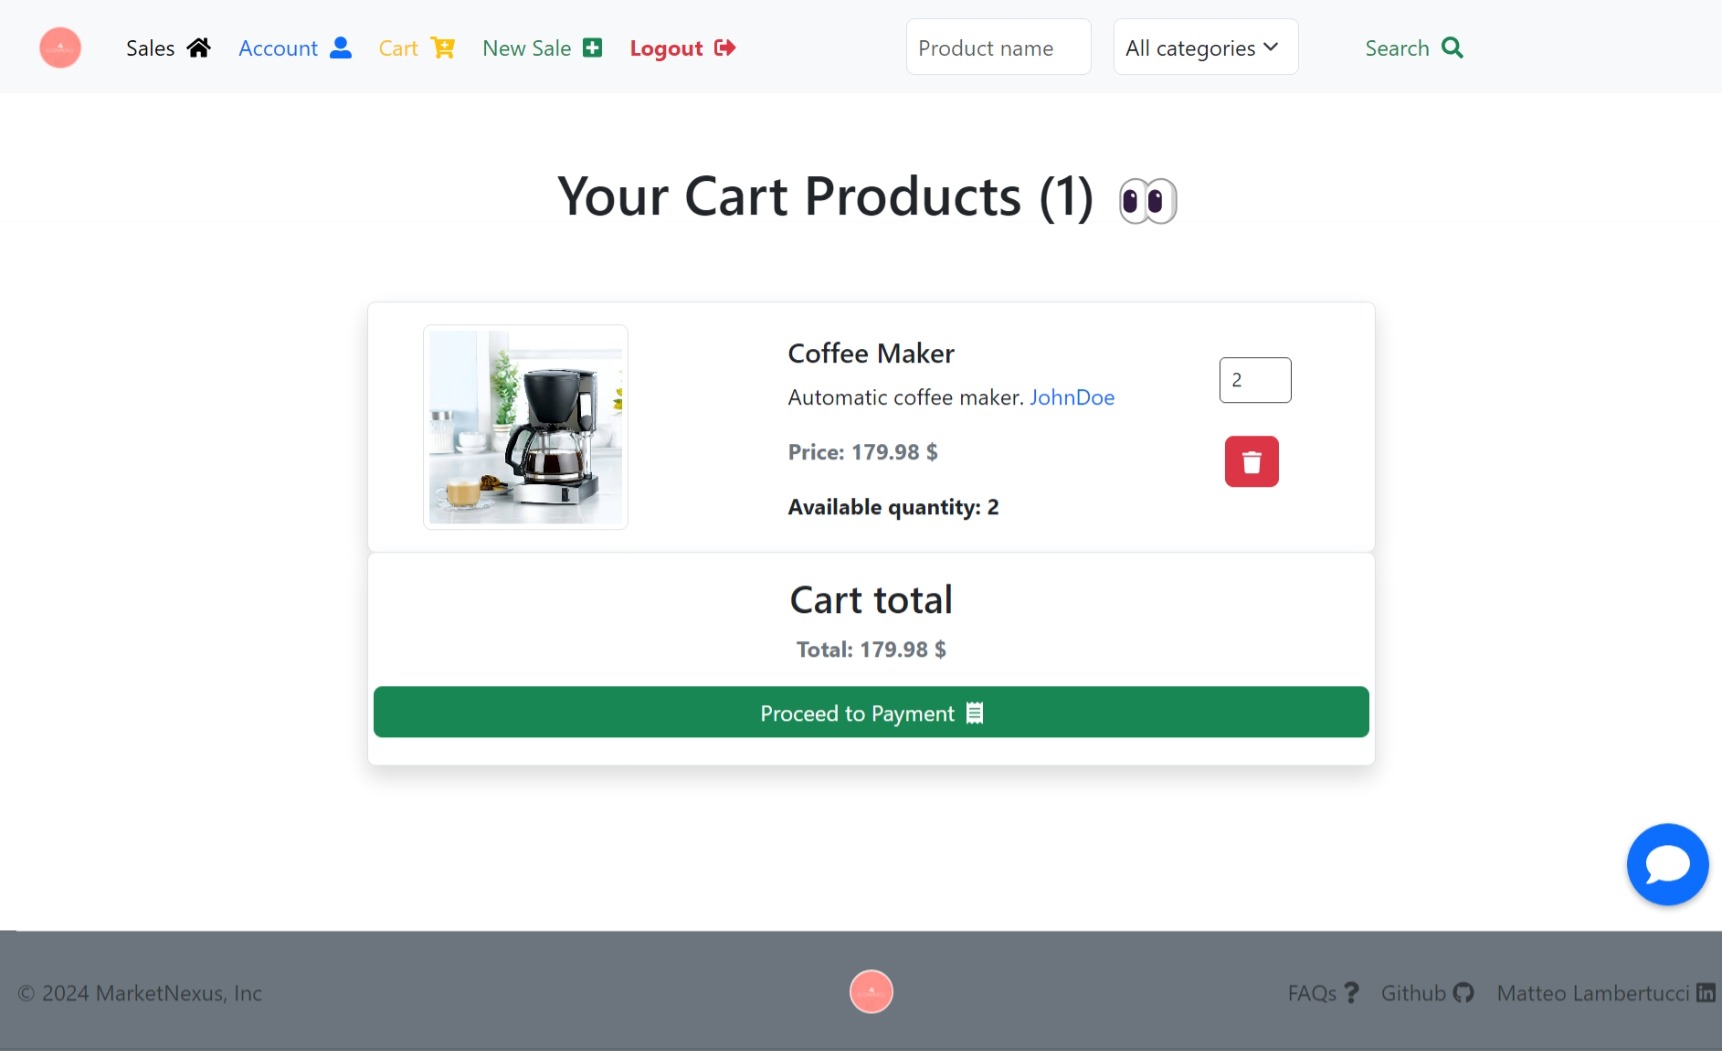 Sales Account Cart New Sale Logout Product name All categories Search
Your Cart Products (1)
Coffee Maker
2
Automatic coffee maker. JohnDoe
Price: 179.98 $
Available quantity: 2
Cart total
Total: 179.98 $
Proceed to Payment
© 2024 MarketNexus, Inc FAQs Github Matteo Lambertucci